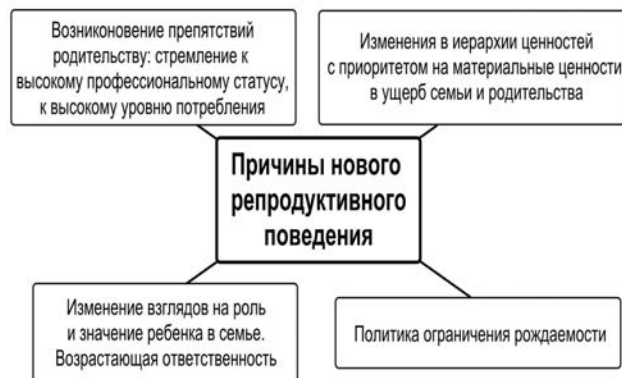 Возниконовение препятствий
родительству: стремление к
высокому профессиональному статусу,
к высокому уровню потребления
Изменения в иерархии ценностей
с приоритетом на материальные ценности
в ущерб семьи и родительства
Причины нового
репродуктивного
поведения
Изменение взглядов на роль
и значение ребенка в семье.
Возрастающая ответственность
Политика ограничения рождаемости